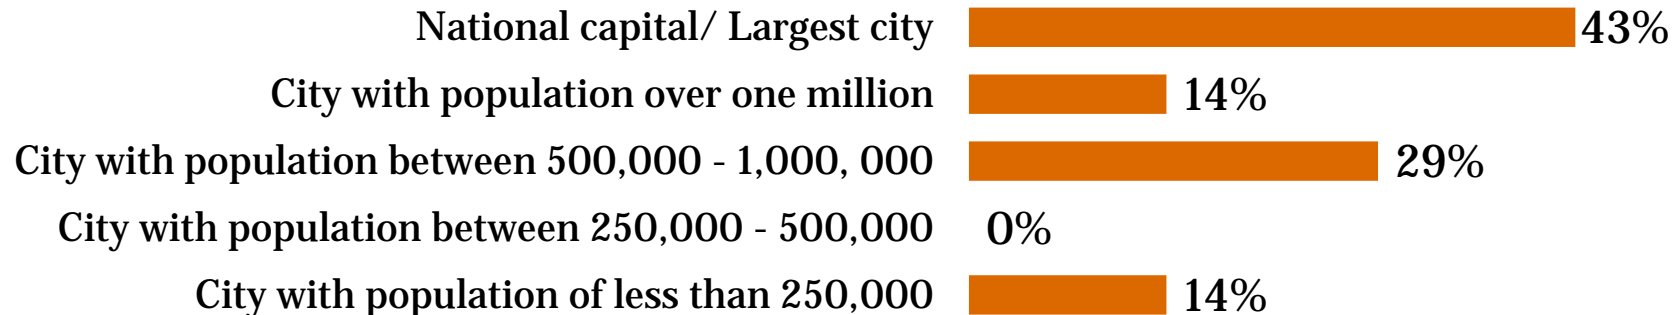 National capital/ Largest city 43%
City with population over one million 14%
City with population between 500,000 - 1,000, 000 29%
City with population between 250,000 - 500,000 0%
City with population of less than 250,000 14%